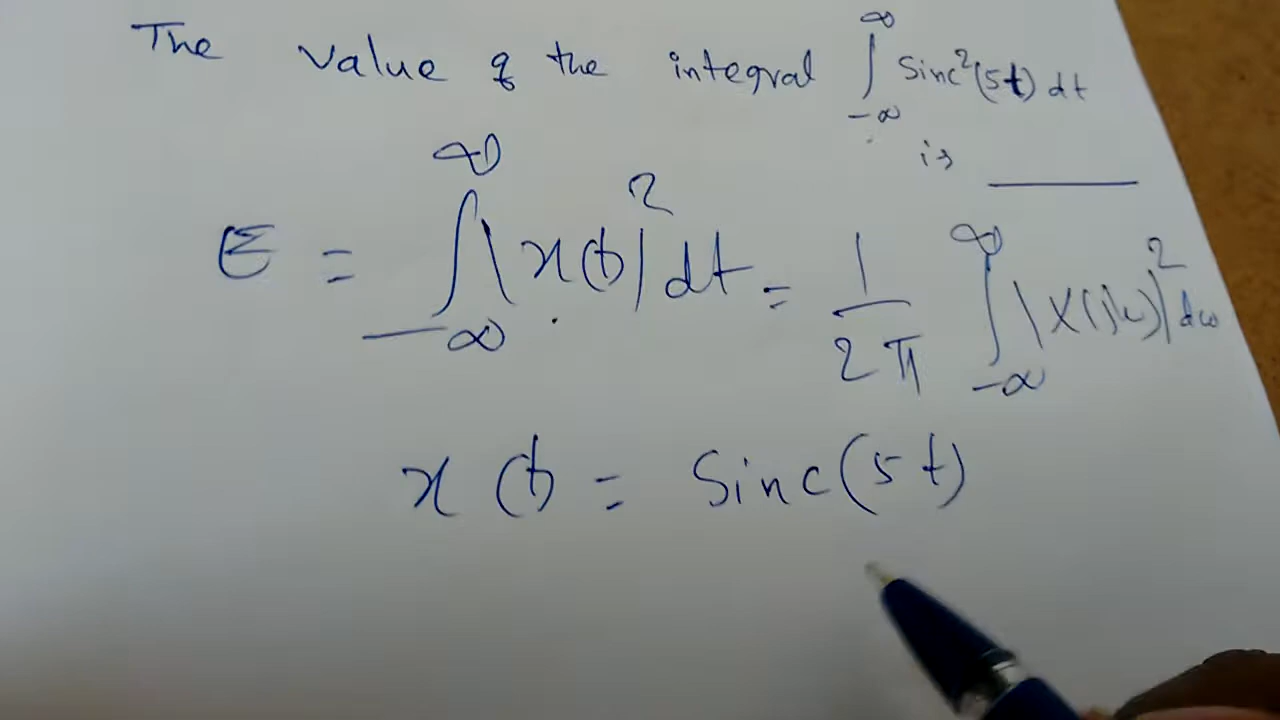 The value of the integral ∫_{-∞}^{∞} Sinc²(5t) dt
is ______
E = ∫_{-∞}^{∞} |x(t)|² dt = 1/2π ∫_{-∞}^{∞} |X(jω)|² dω
x(t) = Sinc(5t)